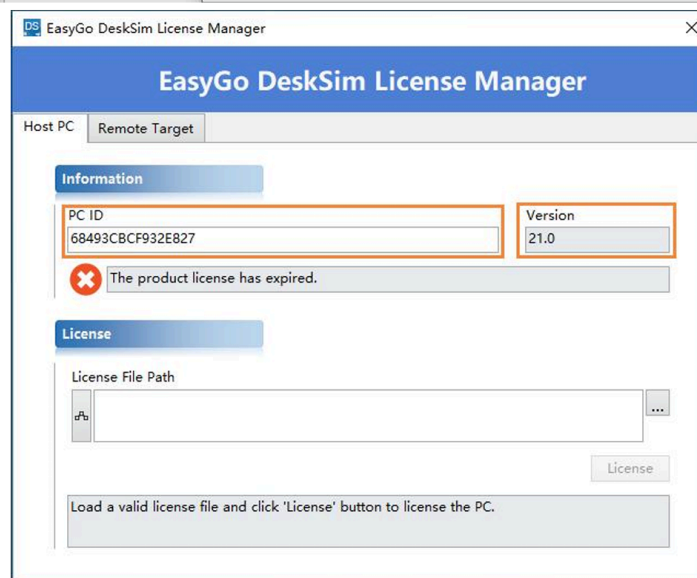 DS EasyGo DeskSim License Manager
EasyGo DeskSim License Manager
Host PC Remote Target
Information
PC ID Version
68493CBCF932E827 21.0
The product license has expired.
License
License File Path
...
License
Load a valid license file and click 'License' button to license the PC.